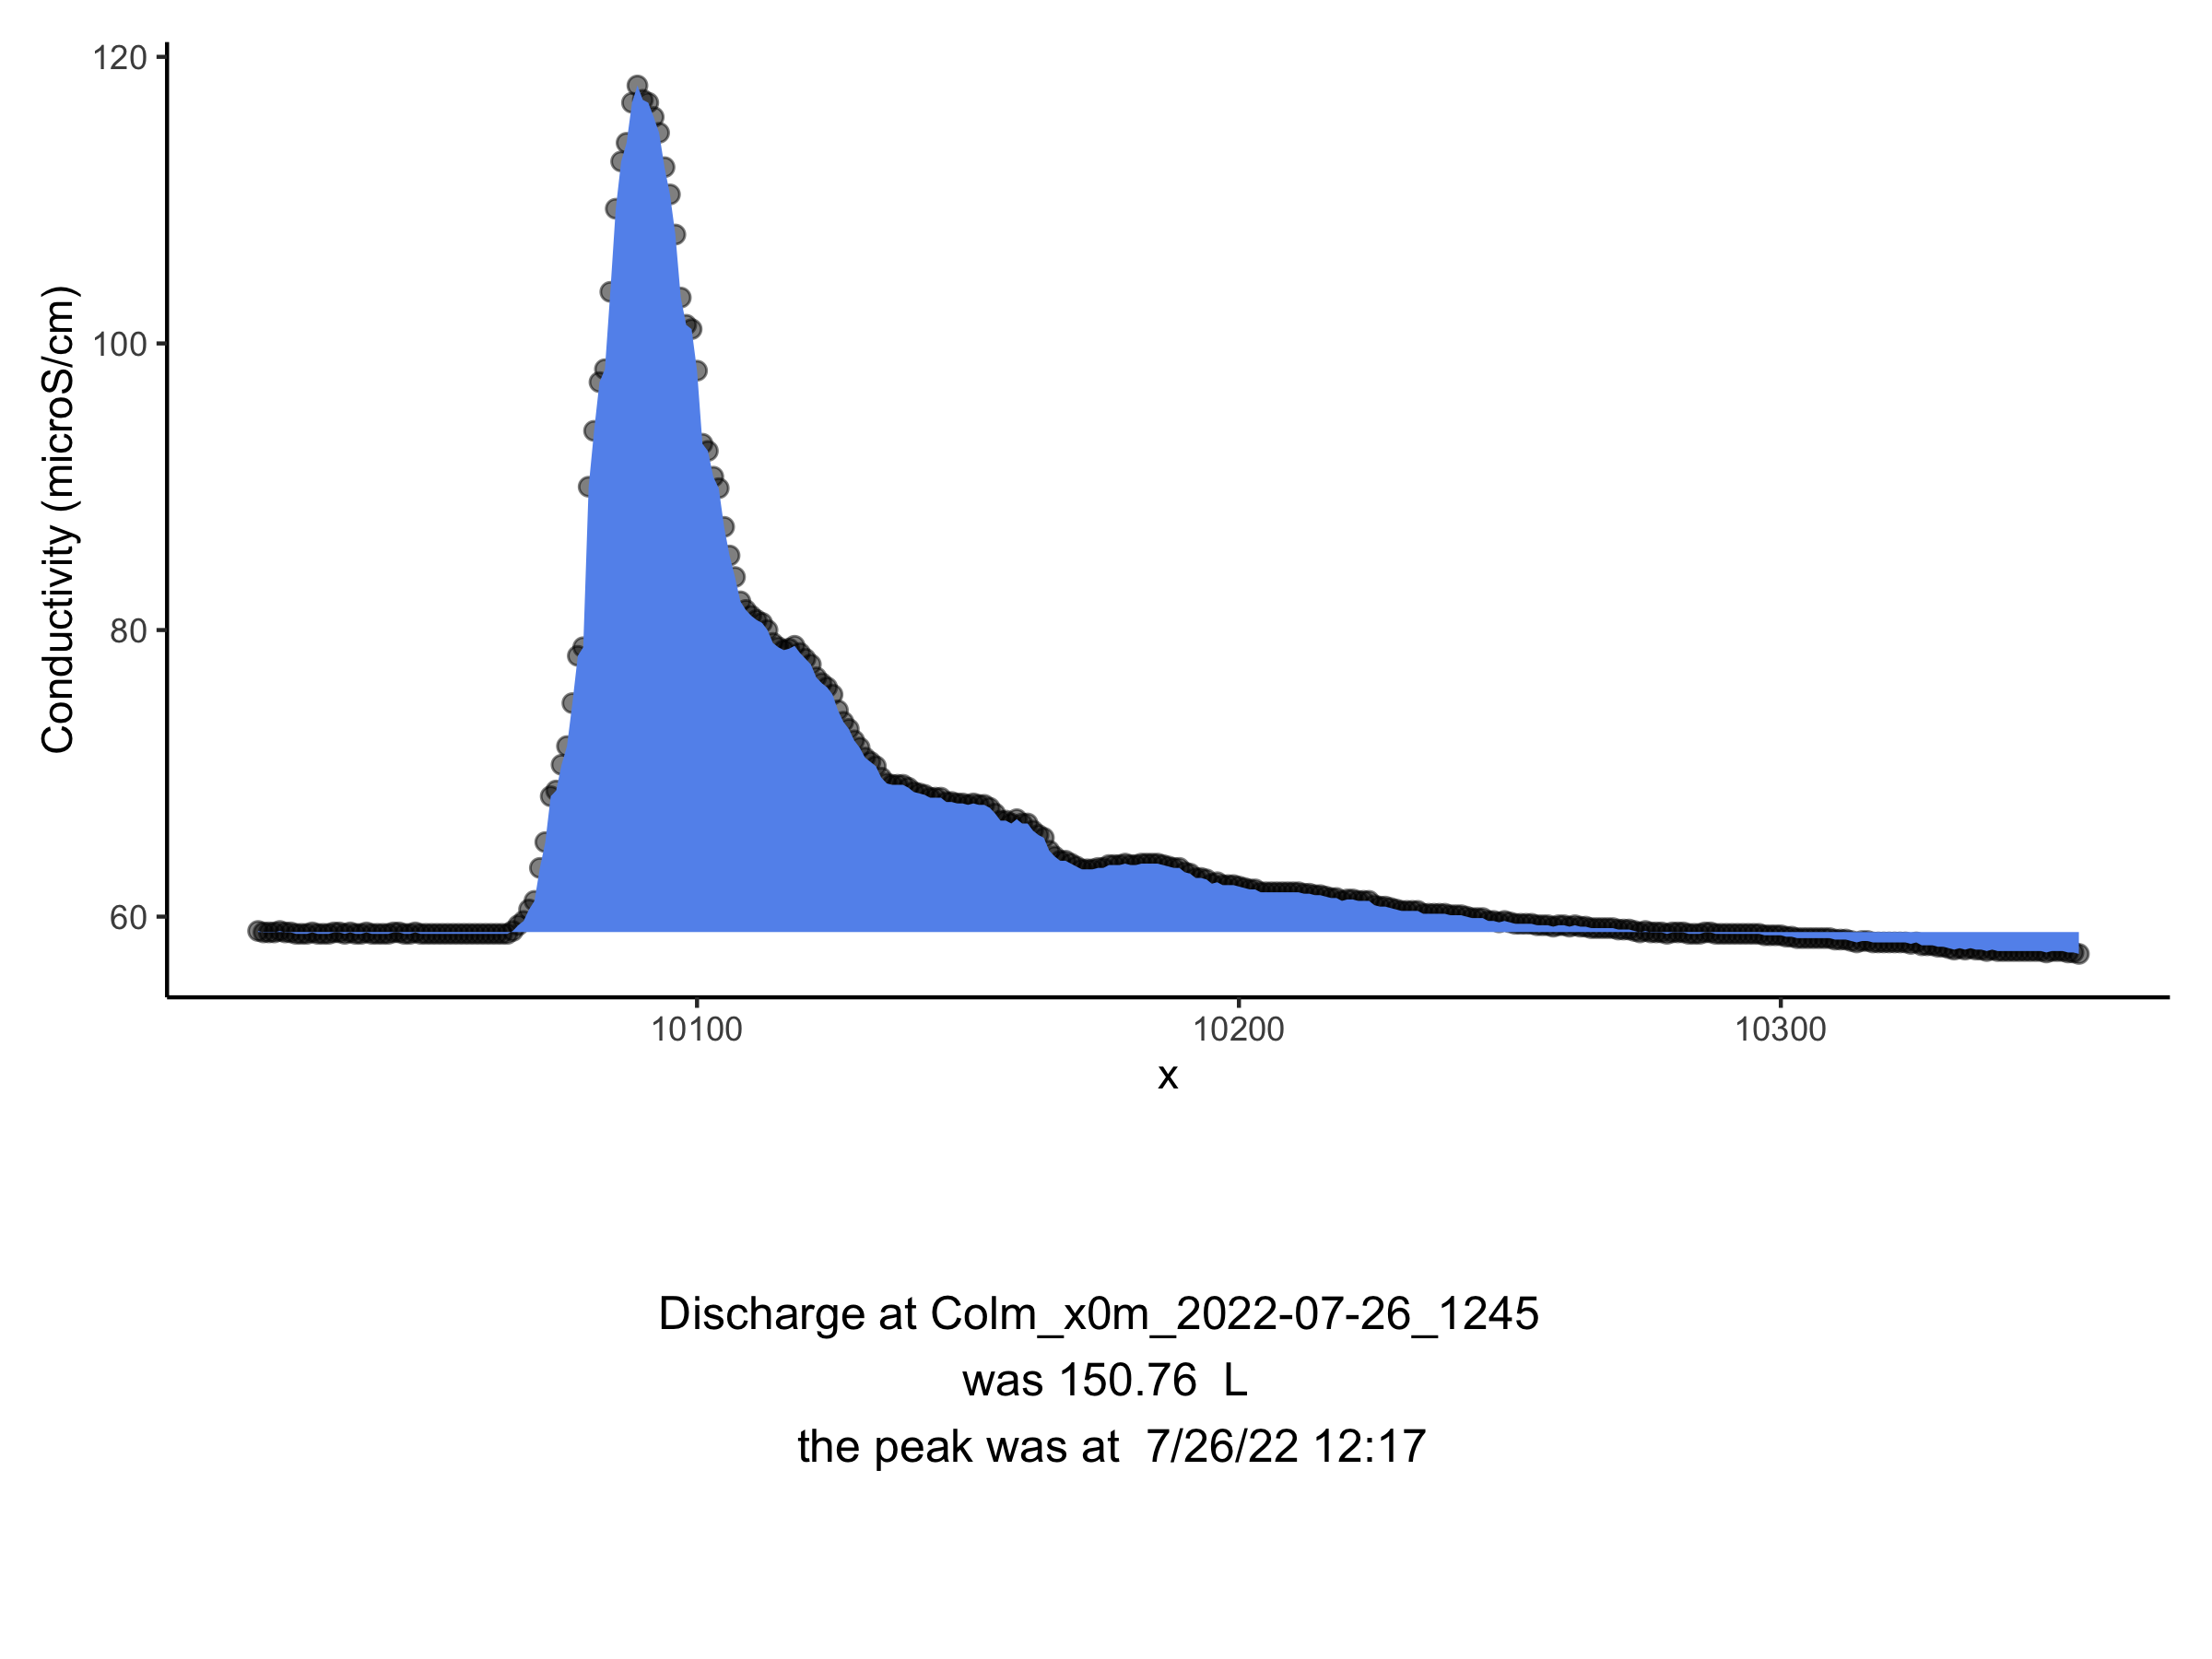 120
100
80
60
Conductivity (microS/cm)
10100 10200 10300
x
Discharge at Colm_x0m_2022-07-26_1245
was 150.76  L
the peak was at  7/26/22 12:17